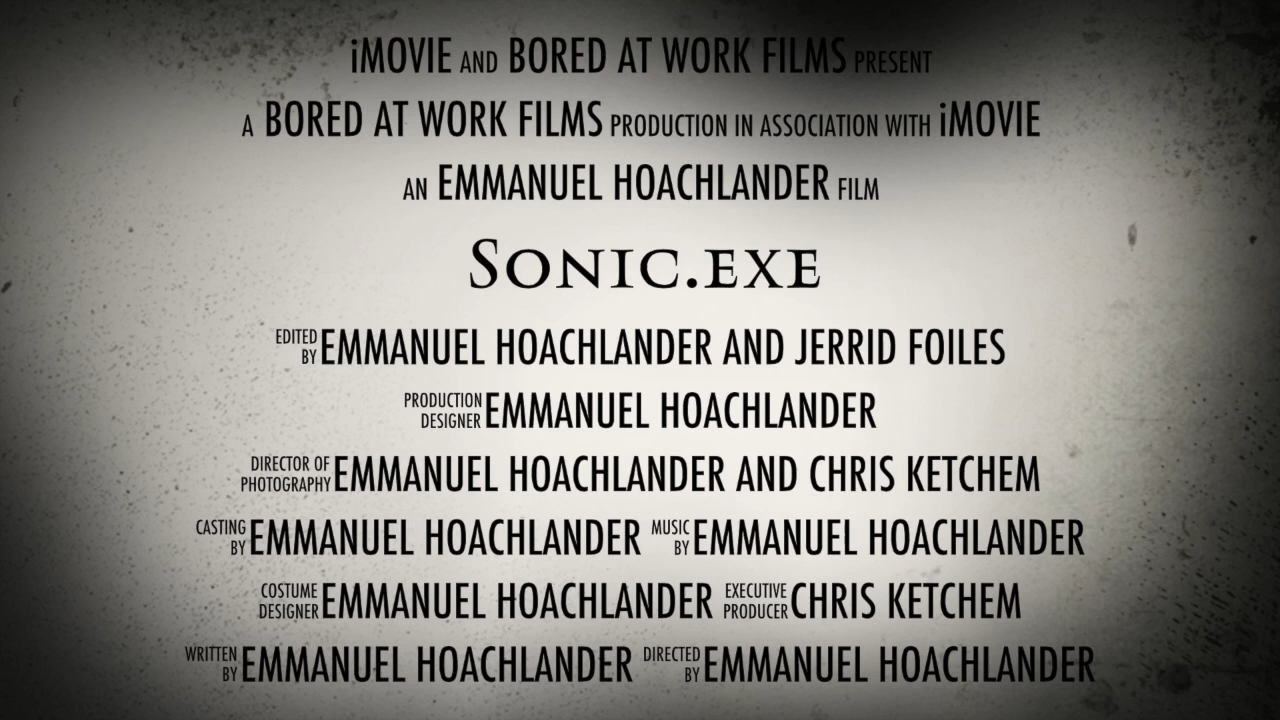 iMOVIE AND BORED AT WORK FILMS PRESENT
A BORED AT WORK FILMS PRODUCTION IN ASSOCIATION WITH iMOVIE
AN EMMANUEL HOACHLANDER FILM
SONIC.EXE
EDITED BY EMMANUEL HOACHLANDER AND JERRID FOILES
PRODUCTION DESIGNER EMMANUEL HOACHLANDER
DIRECTOR OF PHOTOGRAPHY EMMANUEL HOACHLANDER AND CHRIS KETCHEM
CASTING BY EMMANUEL HOACHLANDER MUSIC BY EMMANUEL HOACHLANDER
COSTUME DESIGNER EMMANUEL HOACHLANDER EXECUTIVE PRODUCER CHRIS KETCHEM
WRITTEN BY EMMANUEL HOACHLANDER DIRECTED BY EMMANUEL HOACHLANDER